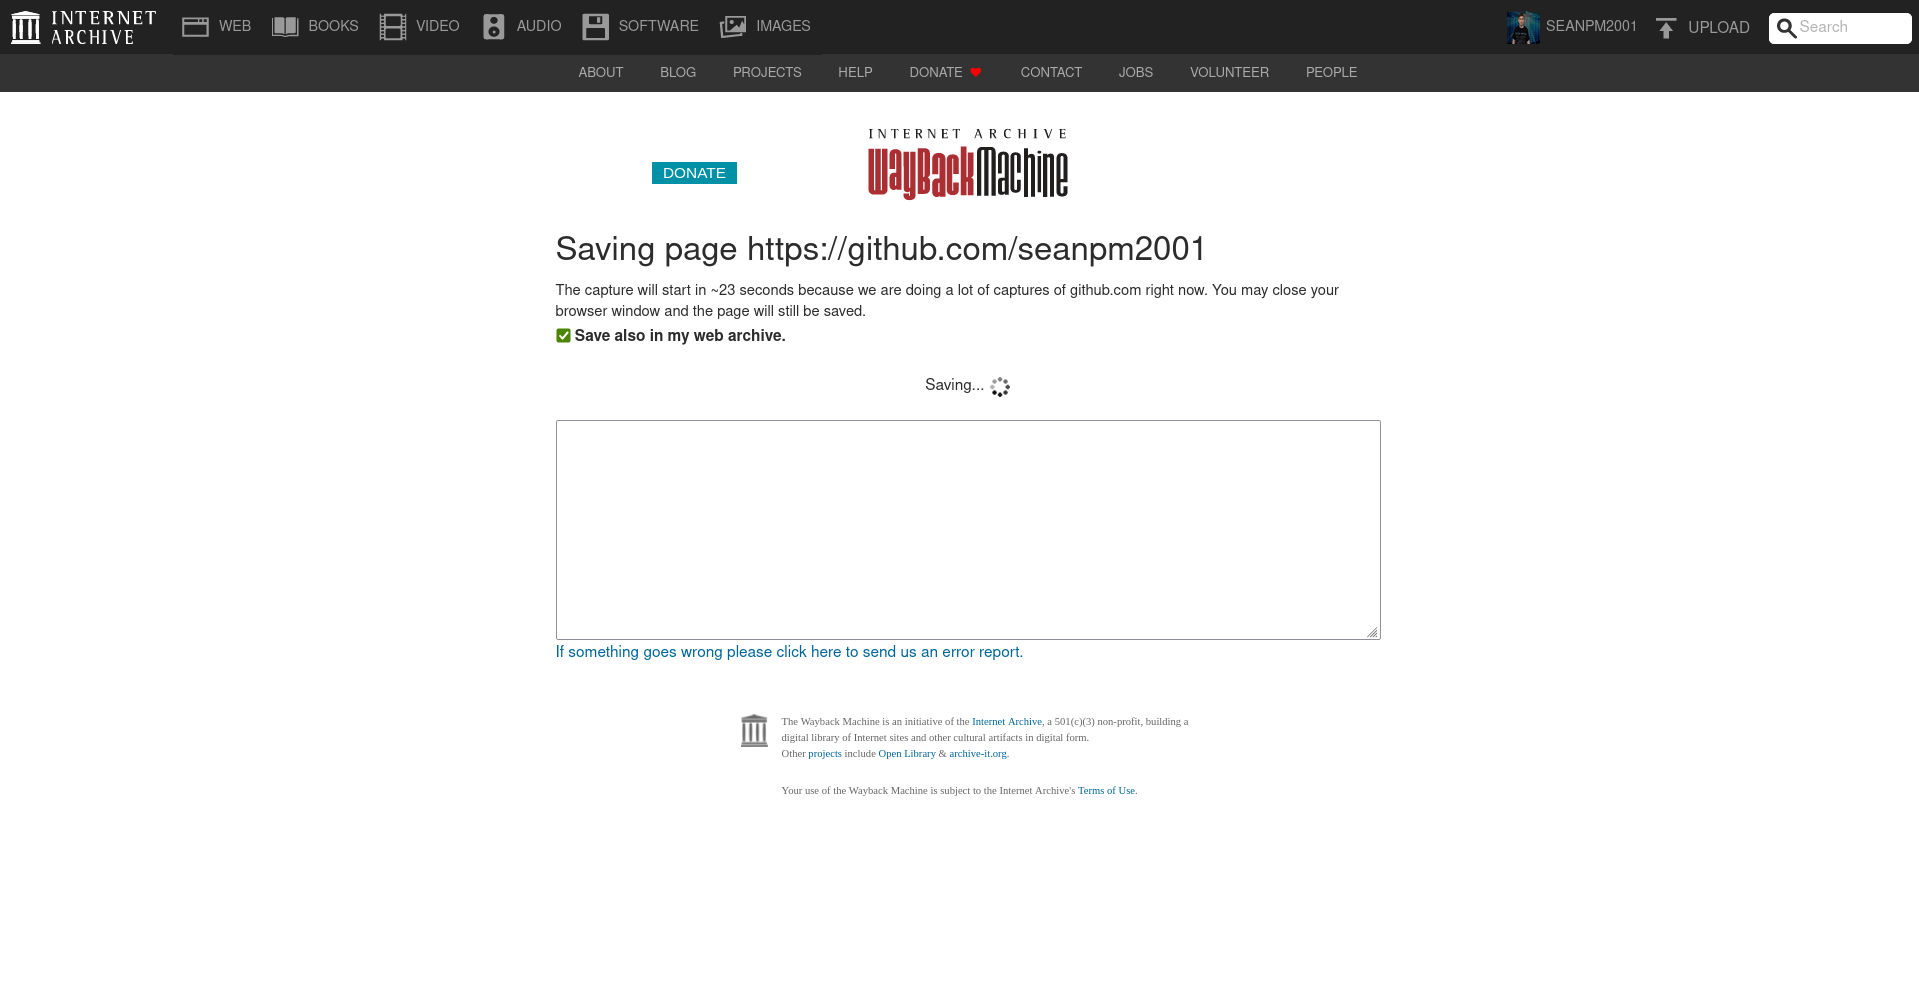 INTERNET
ARCHIVE
WEB BOOKS VIDEO AUDIO SOFTWARE IMAGES SEANPM2001 UPLOAD Search
ABOUT BLOG PROJECTS HELP DONATE CONTACT JOBS VOLUNTEER PEOPLE
INTERNET ARCHIVE
WayBackMachine
DONATE
Saving page https://github.com/seanpm2001
The capture will start in ~23 seconds because we are doing a lot of captures of github.com right now. You may close your
browser window and the page will still be saved.
Save also in my web archive.
Saving...
If something goes wrong please click here to send us an error report.
The Wayback Machine is an initiative of the Internet Archive, a 501(c)(3) non-profit, building a
digital library of Internet sites and other cultural artifacts in digital form.
Other projects include Open Library & archive-it.org.
Your use of the Wayback Machine is subject to the Internet Archive's Terms of Use.